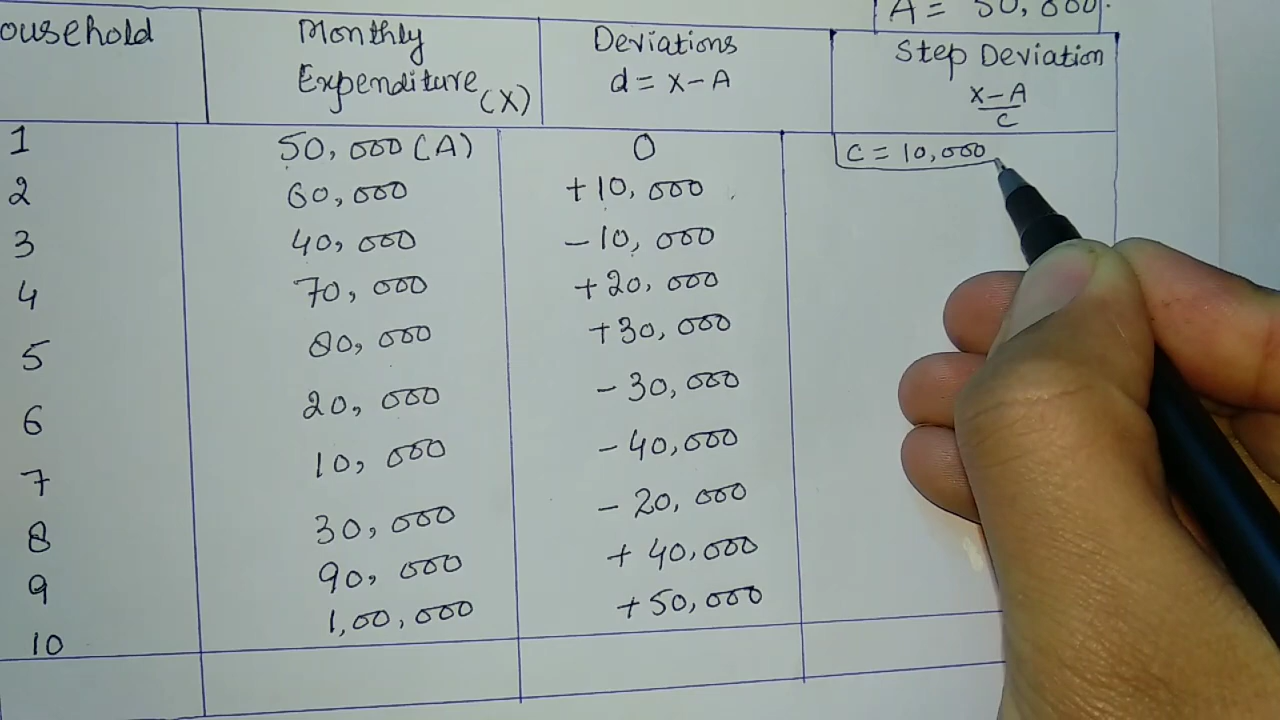 A = 50,000.
ousehold Monthly Expenditure (X) Deviations d = x-A Step Deviation x-A/c
1 50,000 (A) 0 c = 10,000
2 60,000 +10,000
3 40,000 -10,000
4 70,000 +20,000
5 80,000 +30,000
6 20,000 -30,000
7 10,000 -40,000
8 30,000 -20,000
9 90,000 +40,000
10 1,00,000 +50,000